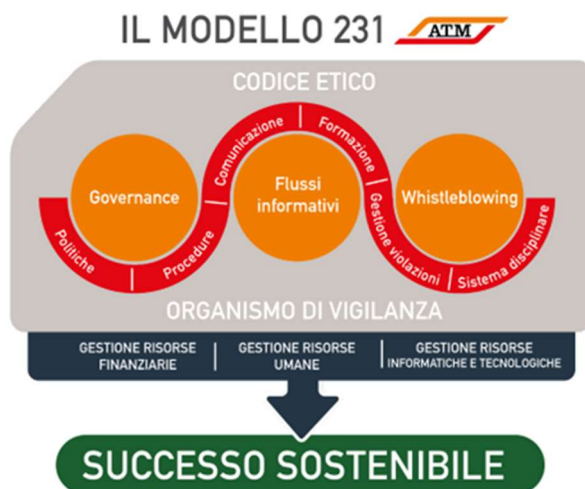 IL MODELLO 231 ATM
CODICE ETICO
Governance
Flussi
informativi
Whistleblowing
Politiche
Procedure
Comunicazione
Formazione
Gestione violazioni
Sistema disciplinare
ORGANISMO DI VIGILANZA
GESTIONE RISORSE
FINANZIARIE
GESTIONE RISORSE
UMANE
GESTIONE RISORSE
INFORMATICHE E TECNOLOGICHE
SUCCESSO SOSTENIBILE